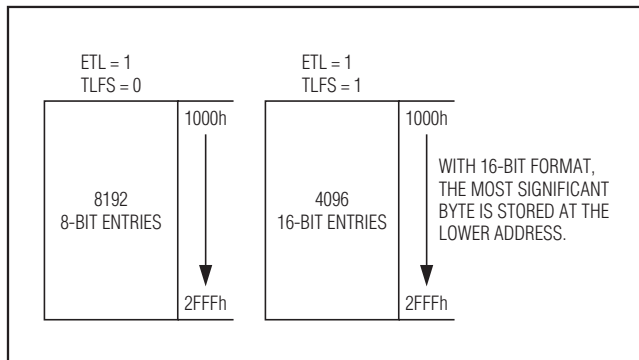 ETL = 1
TLFS = 0
1000h
8192
8-BIT ENTRIES
2FFFh
ETL = 1
TLFS = 1
1000h
4096
16-BIT ENTRIES
2FFFh
WITH 16-BIT FORMAT,
THE MOST SIGNIFICANT
BYTE IS STORED AT THE
LOWER ADDRESS.